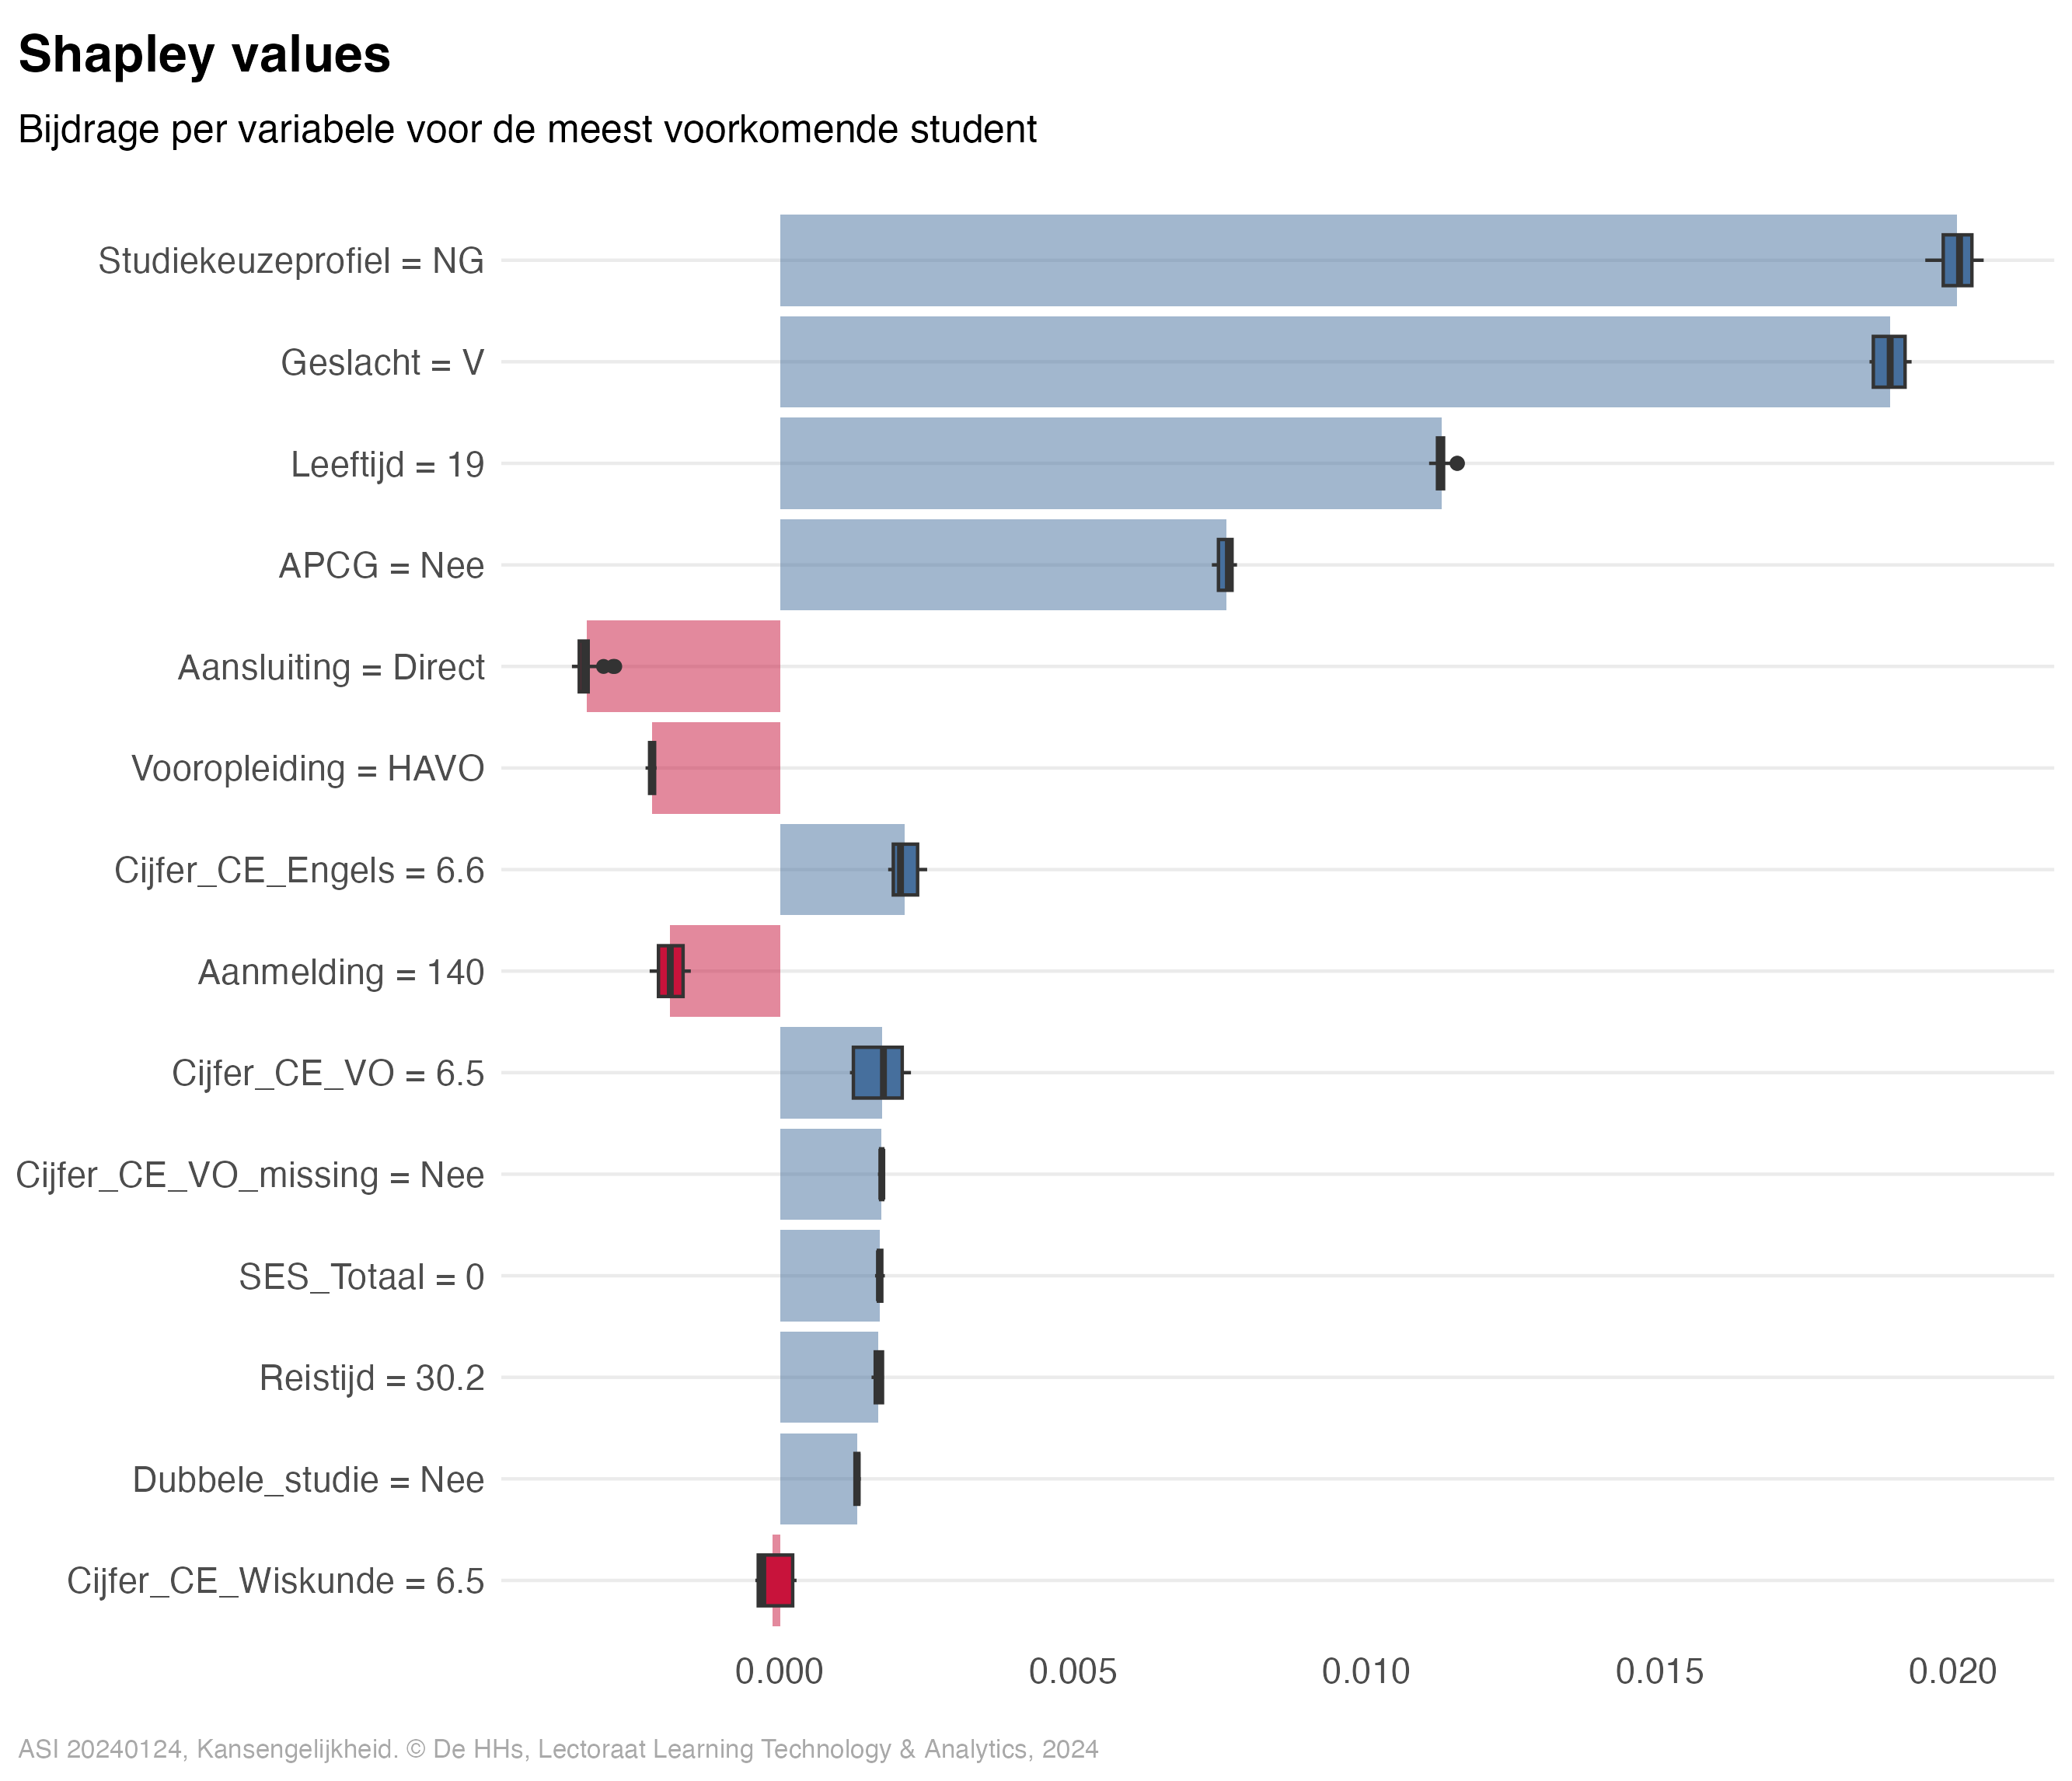 Shapley values
Bijdrage per variabele voor de meest voorkomende student
Studiekeuzeprofiel = NG
Geslacht = V
Leeftijd = 19
APCG = Nee
Aansluiting = Direct
Vooropleiding = HAVO
Cijfer_CE_Engels = 6.6
Aanmelding = 140
Cijfer_CE_VO = 6.5
Cijfer_CE_VO_missing = Nee
SES_Totaal = 0
Reistijd = 30.2
Dubbele_studie = Nee
Cijfer_CE_Wiskunde = 6.5
0.000 0.005 0.010 0.015 0.020
ASI 20240124, Kansengelijkheid. © De HHs, Lectoraat Learning Technology & Analytics, 2024